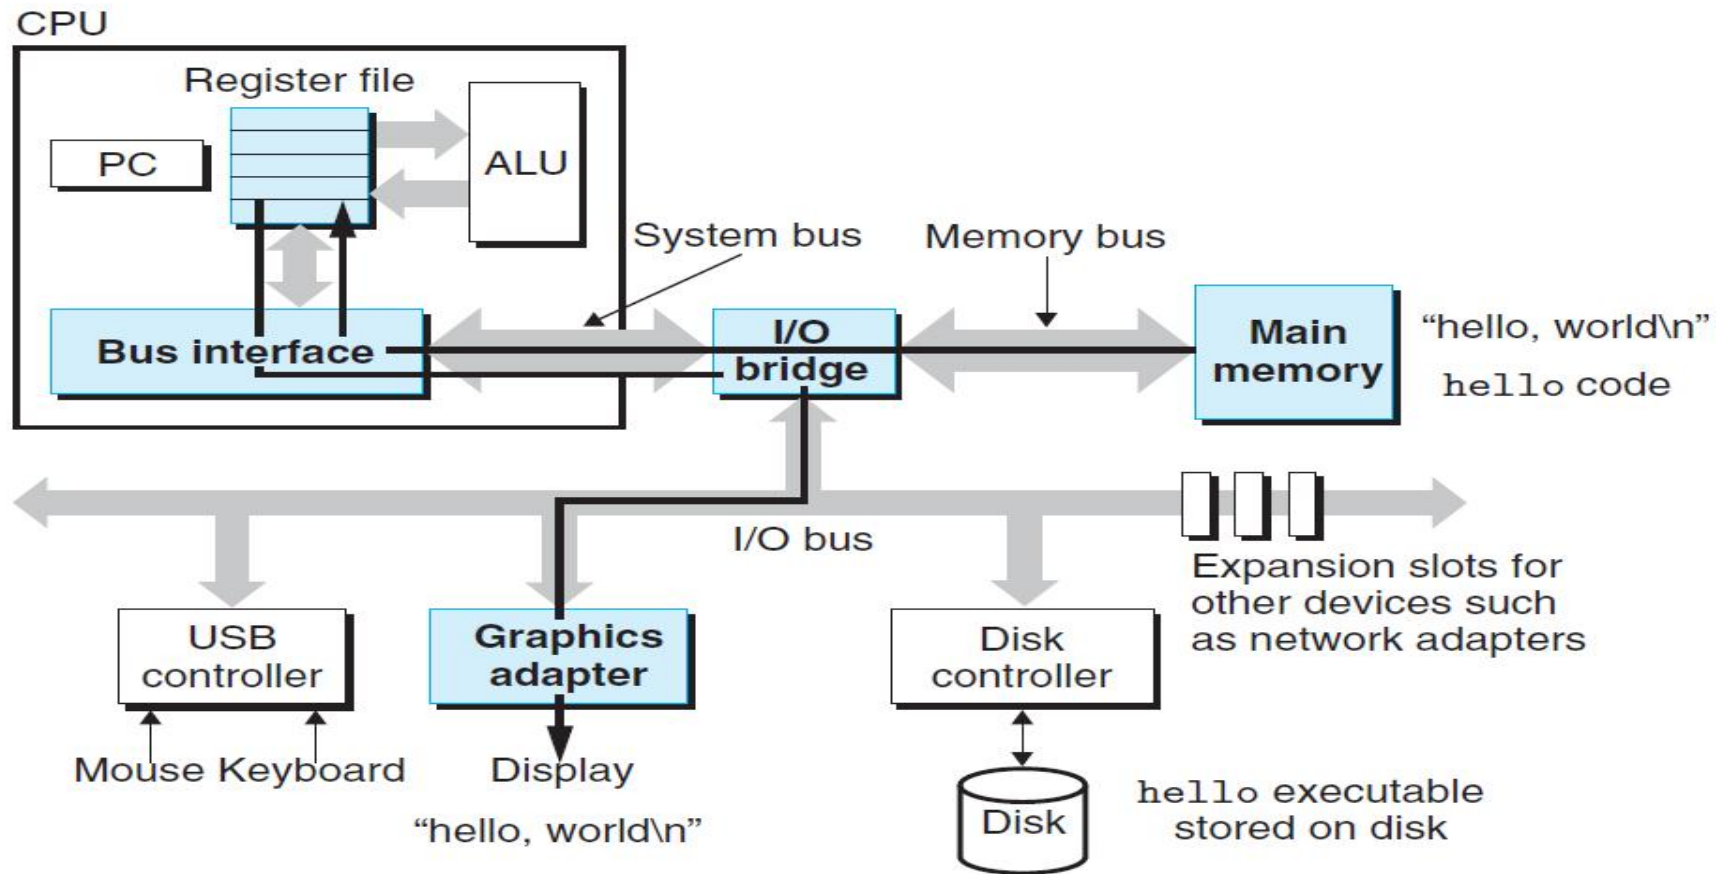 CPU
Register file
PC
ALU
System bus
Memory bus
Bus interface
I/O
bridge
Main
memory
“hello, world\n”
hello code
I/O bus
Expansion slots for
other devices such
as network adapters
USB
controller
Graphics
adapter
Disk
controller
Mouse Keyboard
Display
“hello, world\n”
Disk
hello executable
stored on disk